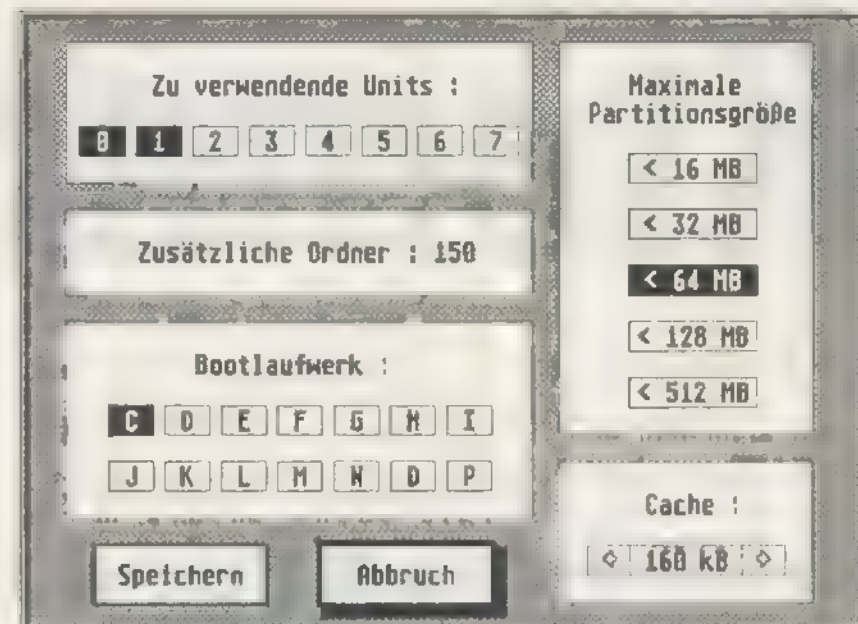 Zu verwendende Units :
0 1 2 3 4 5 6 7
Zusätzliche Ordner : 150
Bootlaufwerk :
C D E F G H I
J K L M N O P
Speichern
Abbruch
Maximale
Partitionsgröße
< 16 MB
< 32 MB
< 64 MB
< 128 MB
< 512 MB
Cache :
160 kB